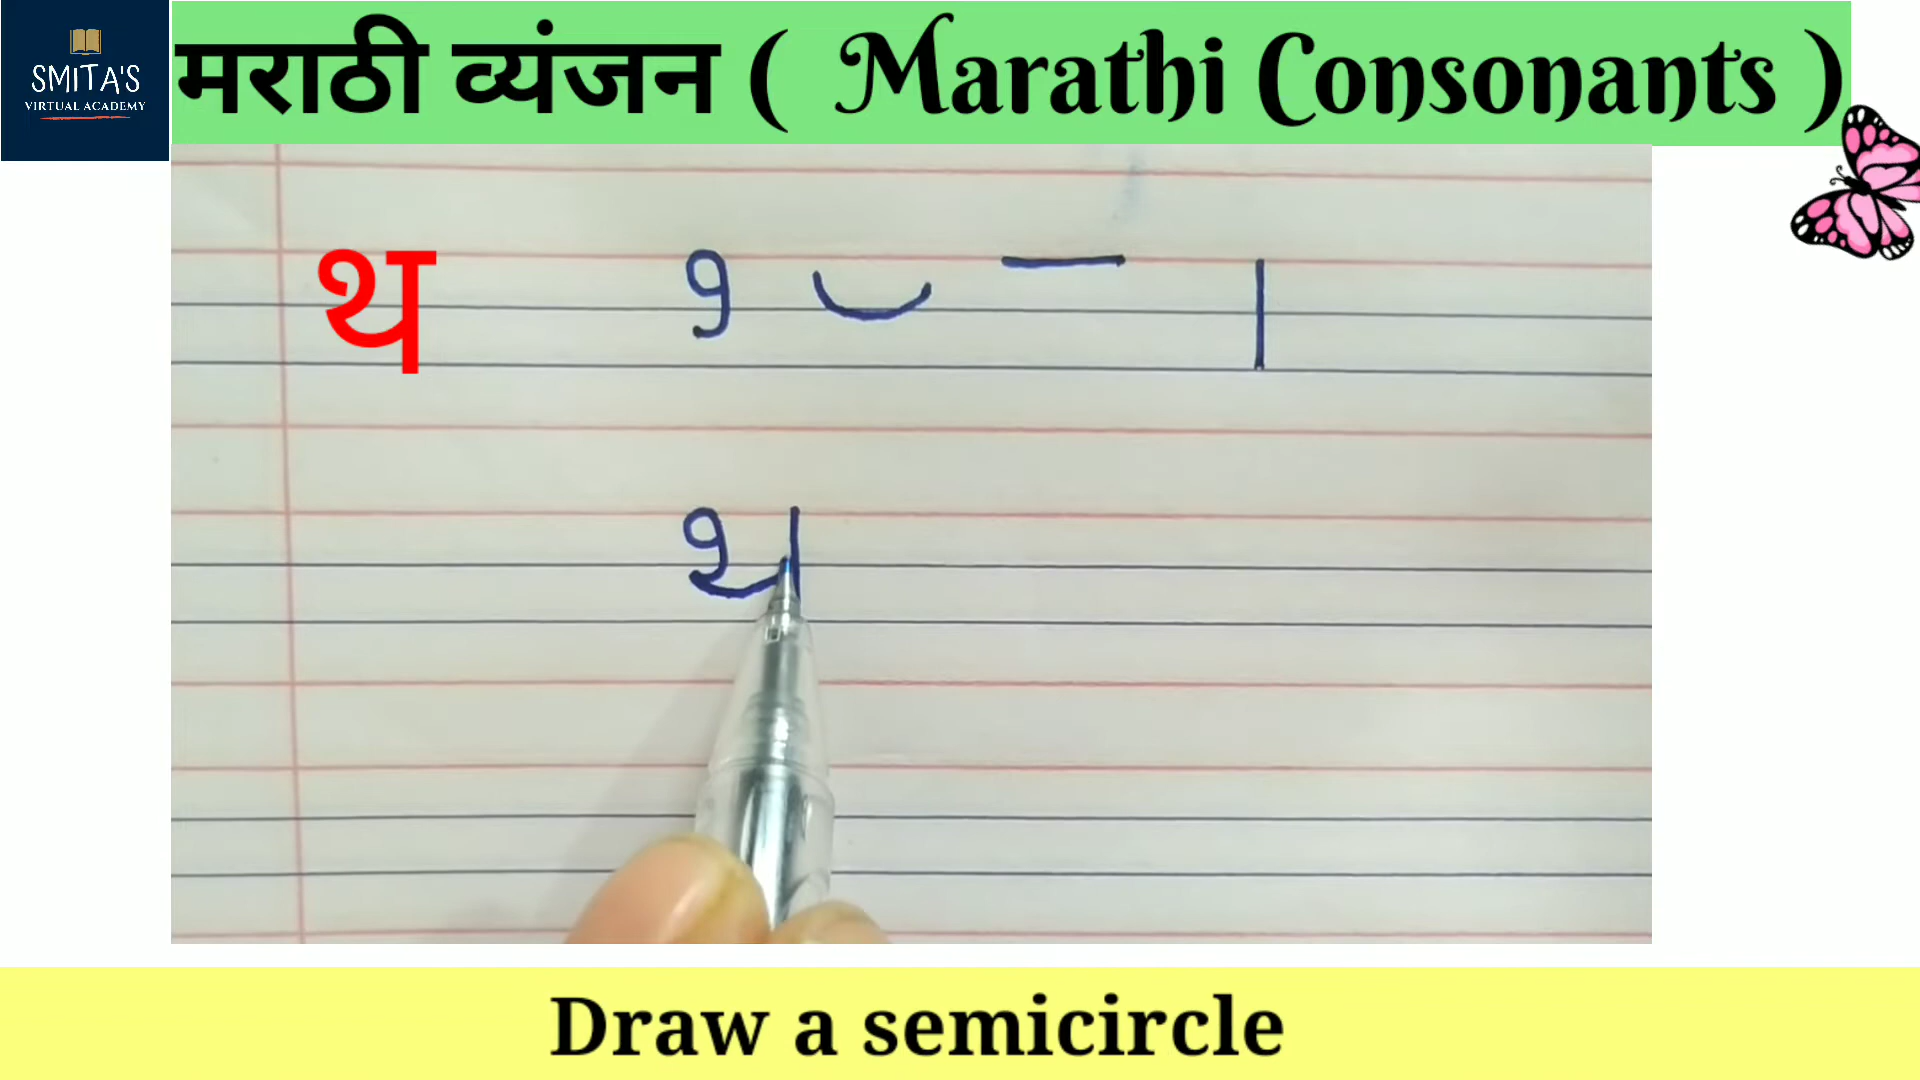 SMITA'S
VIRTUAL ACADEMY
मराठी व्यंजन ( Marathi Consonants )
थ
Draw a semicircle